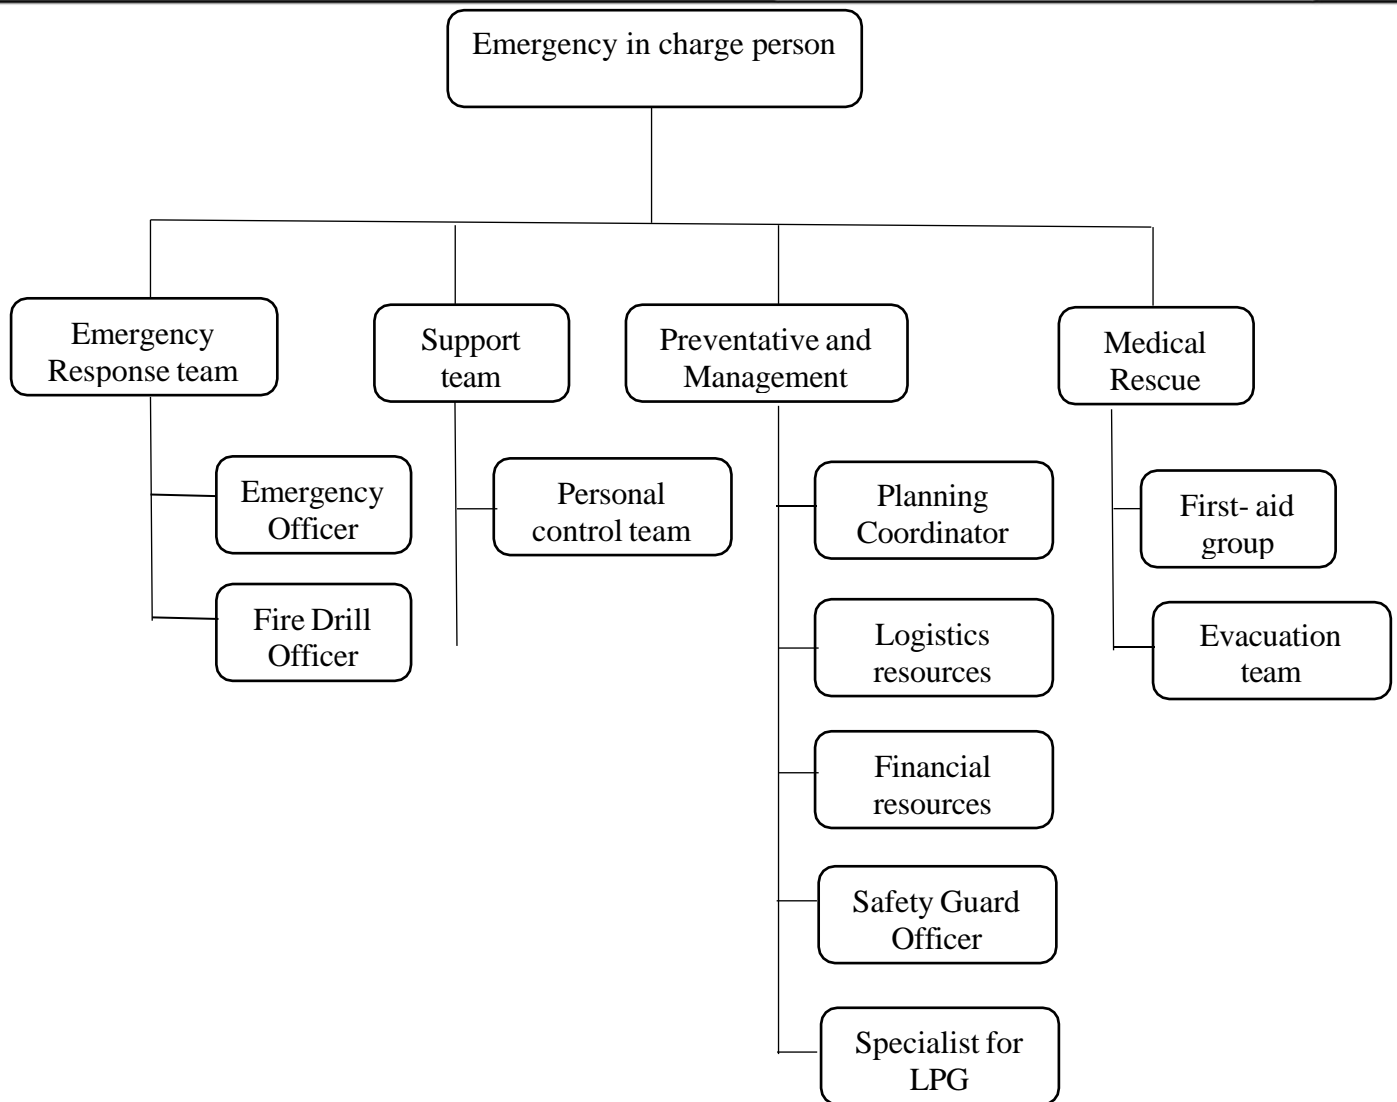 Emergency in charge person
Emergency
Response team
Support
team
Preventative and
Management
Medical
Rescue
Emergency
Officer
Fire Drill
Officer
Personal
control team
Planning
Coordinator
Logistics
resources
Financial
resources
Safety Guard
Officer
Specialist for
LPG
First- aid
group
Evacuation
team